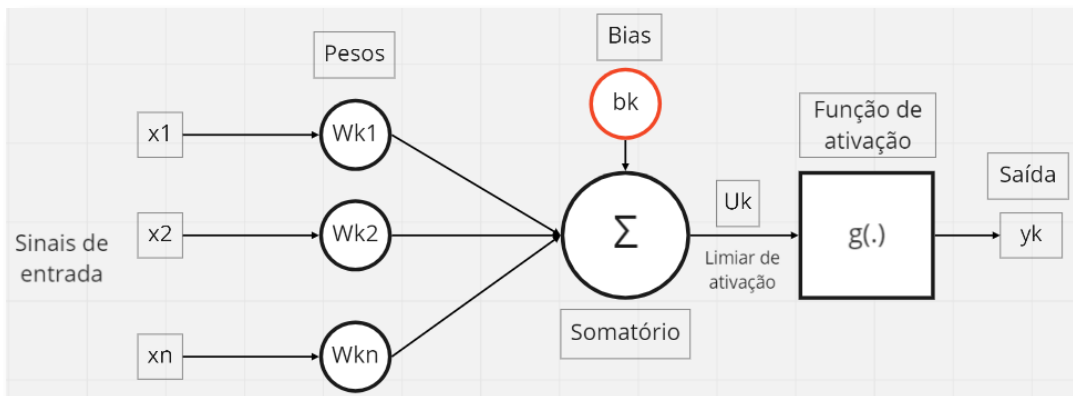 Bias
Pesos
bk
Função de
ativação
x1
Wk1
Saída
Uk
Sinais de
entrada
x2
Wk2
Σ
Limiar de
ativação
g(.)
yk
Somatório
xn
Wkn